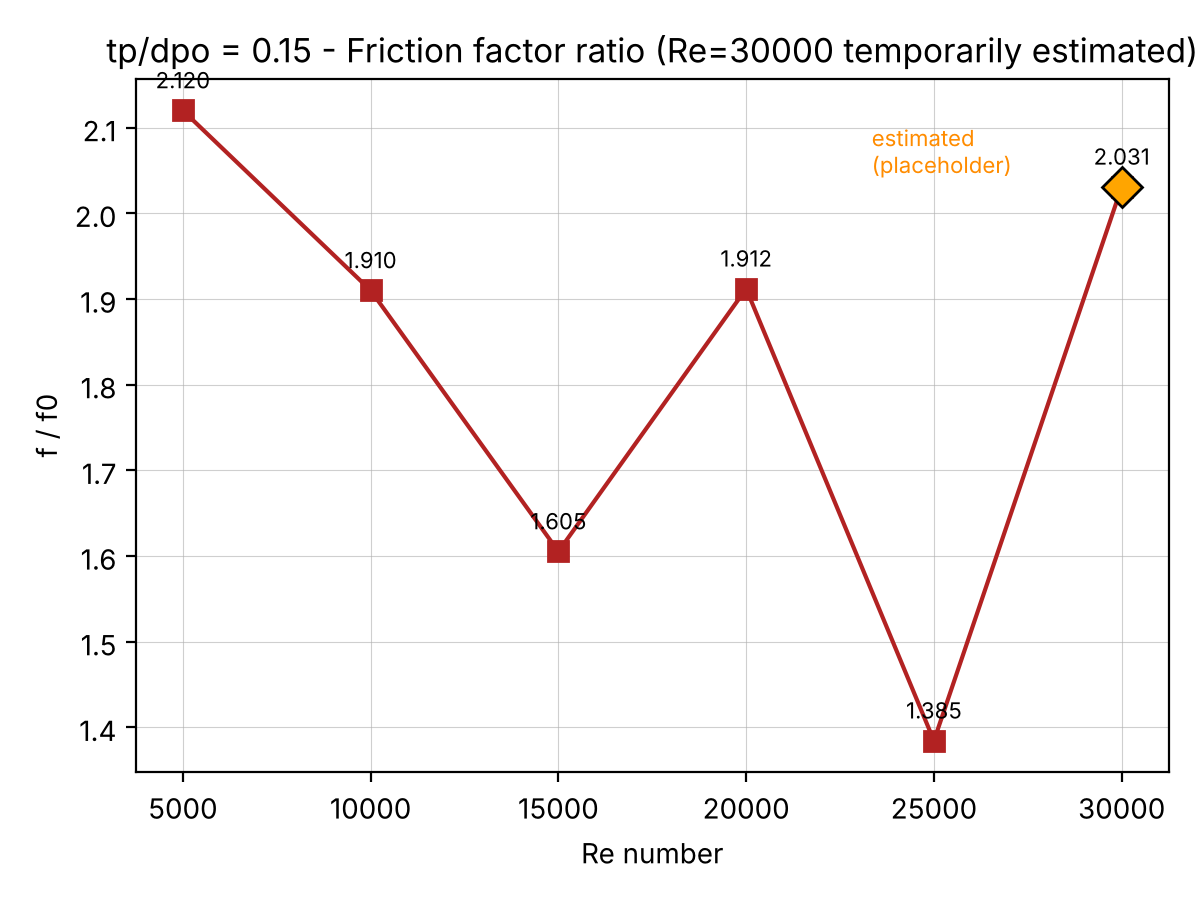 tp/dpo = 0.15 - Friction factor ratio (Re=30000 temporarily estimated)
2.120
estimated
(placeholder)
2.031
1.910
1.912
1.605
1.385
2.1
2.0
1.9
1.8
1.7
1.6
1.5
1.4
f / f0
5000 10000 15000 20000 25000 30000
Re number